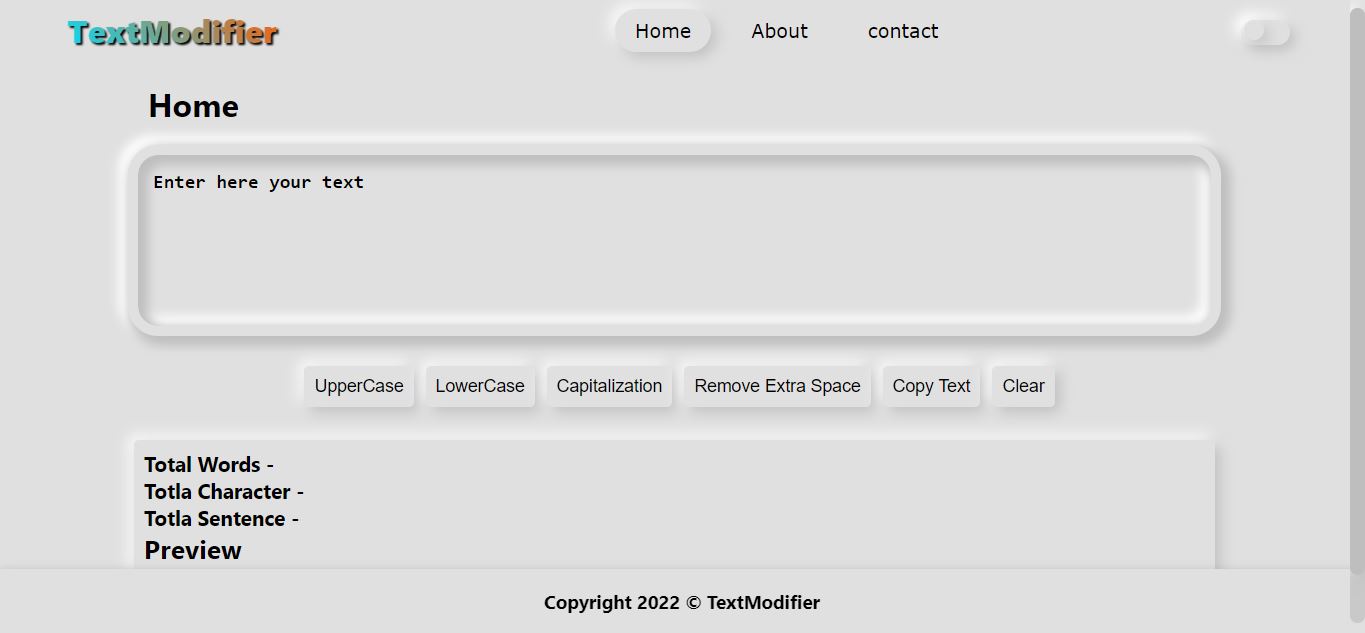 TextModifier
Home About contact
Home
Enter here your text
UpperCase LowerCase Capitalization Remove Extra Space Copy Text Clear
Total Words -
Totla Character -
Totla Sentence -
Preview
Copyright 2022 © TextModifier